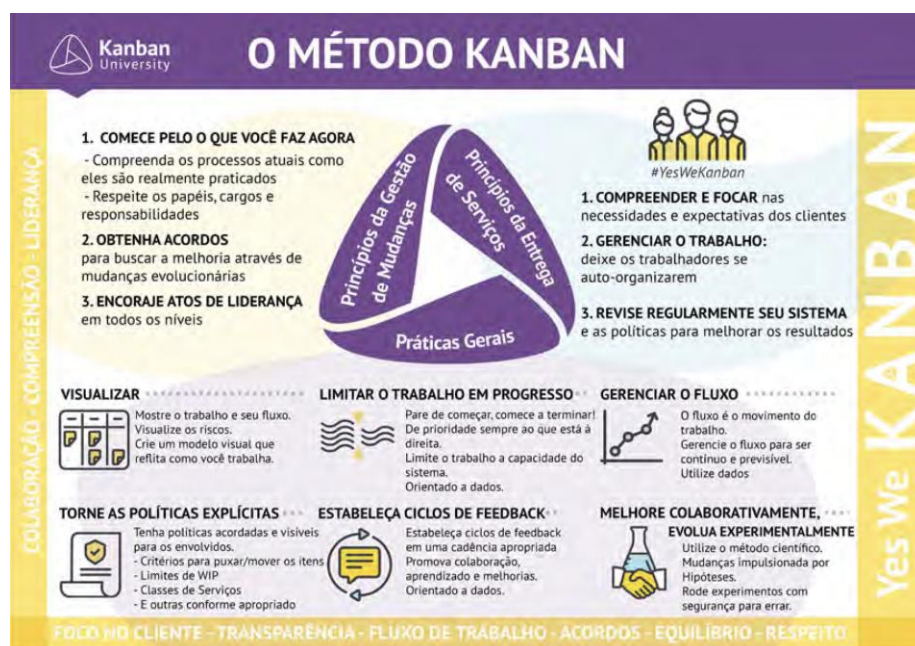 Kanban
University
O MÉTODO KANBAN
COLABORAÇÃO - COMPREENSÃO - LIDERANÇA
1. COMECE PELO O QUE VOCÊ FAZ AGORA
- Compreenda os processos atuais como
eles são realmente praticados
- Respeite os papéis, cargos e
responsabilidades
2. OBTENHA ACORDOS
para buscar a melhoria através de
mudanças evolucionárias
3. ENCORAJE ATOS DE LIDERANÇA
em todos os níveis
Princípios da Gestão
de Mudanças
Princípios da Entrega
de Serviços
Práticas Gerais
#YesWeKanban
1. COMPREENDER E FOCAR nas
necessidades e expectativas dos clientes
2. GERENCIAR O TRABALHO:
deixe os trabalhadores se
auto-organizarem
3. REVISE REGULARMENTE SEU SISTEMA
e as políticas para melhorar os resultados
VISUALIZAR
Mostre o trabalho e seu fluxo.
Visualize os riscos.
Crie um modelo visual que
reflita como você trabalha.
LIMITAR O TRABALHO EM PROGRESSO
Pare de começar, comece a terminar!
De prioridade sempre ao que está à
direita.
Limite o trabalho a capacidade do
sistema.
Orientado a dados.
GERENCIAR O FLUXO
O fluxo é o movimento do
trabalho.
Gerencie o fluxo para ser
contínuo e previsível.
Utilize dados
TORNE AS POLÍTICAS EXPLÍCITAS
Tenha políticas acordadas e visíveis
para os envolvidos.
- Critérios para puxar/mover os itens
- Limites de WIP
- Classes de Serviços
- E outras conforme apropriado
ESTABELEÇA CICLOS DE FEEDBACK
Estabeleça ciclos de feedback
em uma cadência apropriada
Promova colaboração,
aprendizado e melhorias.
Orientado a dados.
MELHORE COLABORATIVAMENTE,
EVOLUA EXPERIMENTALMENTE
Utilize o método científico.
Mudanças impulsionada por
Hipóteses.
Rode experimentos com
segurança para errar.
Yes We KANBAN
FOCO NO CLIENTE - TRANSPARÊNCIA - FLUXO DE TRABALHO - ACORDOS - EQUILÍBRIO - RESPEITO